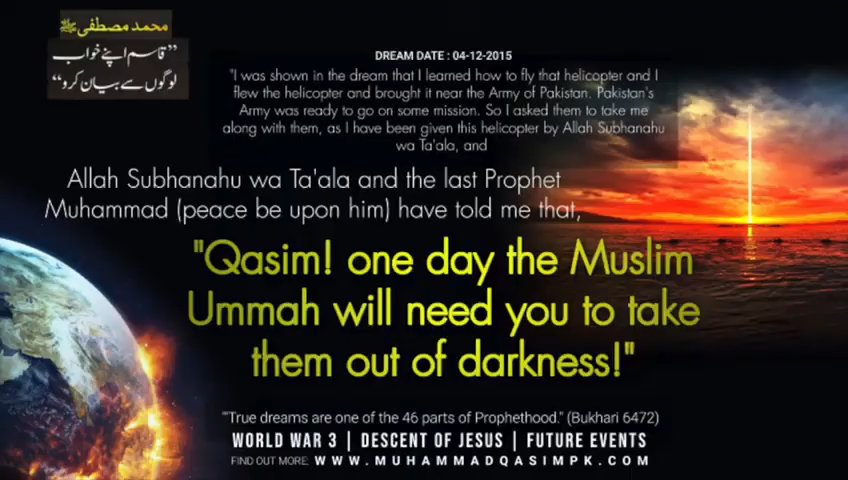 محمد مصطفی ﷺ
”قاسم اپنے خواب
لوگوں سے بیان کرو“
DREAM DATE : 04-12-2015
"I was shown in the dream that I learned how to fly that helicopter and I
flew the helicopter and brought it near the Army of Pakistan. Pakistan's
Army was ready to go on some mission. So I asked them to take me
along with them, as I have been given this helicopter by Allah Subhanahu
wa Ta'ala, and
Allah Subhanahu wa Ta'ala and the last Prophet
Muhammad (peace be upon him) have told me that,
"Qasim! one day the Muslim
Ummah will need you to take
them out of darkness!"
"True dreams are one of the 46 parts of Prophethood." (Bukhari 6472)
WORLD WAR 3 | DESCENT OF JESUS | FUTURE EVENTS
FIND OUT MORE: WWW.MUHAMMADQASIMPK.COM